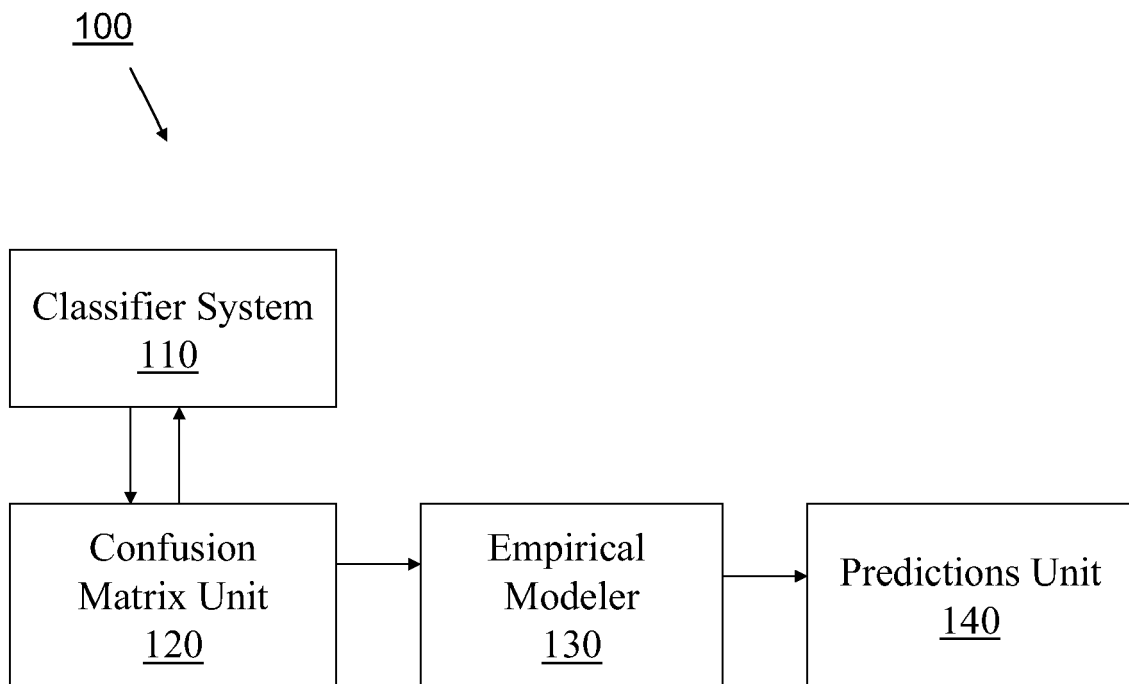 100
Classifier System
110
Confusion
Matrix Unit
120
Empirical
Modeler
130
Predictions Unit
140